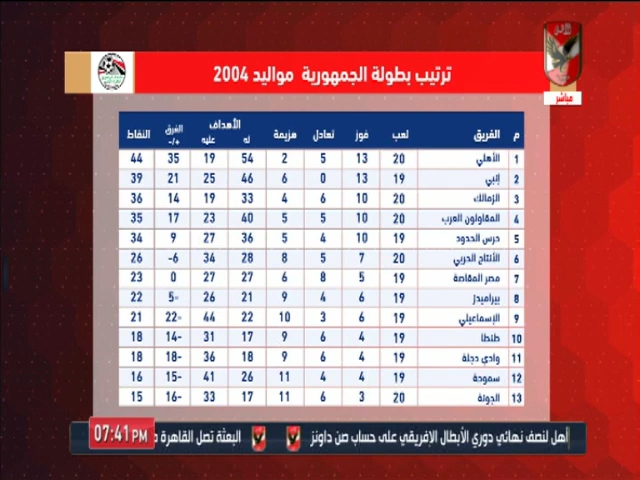 ترتيب بطولة الجمهورية مواليد 2004
الأهلي
مباشر
م الفريق لعب فوز تعادل هزيمة الأهداف له عليه الفرق +/- النقاط
1 الأهلي 20 13 5 2 54 19 35 44
2 إنبي 19 13 0 6 46 25 21 39
3 الزمالك 20 10 6 4 33 19 14 36
4 المقاولون العرب 20 10 5 5 40 23 17 35
5 حرس الحدود 19 10 4 5 36 27 9 34
6 الأنتاج الحربي 20 7 5 8 28 34 6- 26
7 مصر المقاصة 19 5 8 6 27 27 0 23
8 بيراميدز 19 6 4 9 21 26 5- 22
9 الإسماعيلي 19 6 3 10 22 44 22- 21
10 طنطا 19 4 6 9 17 31 14- 18
11 وادي دجلة 19 4 6 9 18 36 18- 18
12 سموحة 19 4 4 11 26 41 15- 16
13 الجونة 20 3 6 11 17 33 16- 15
أهل لنصف نهائي دوري الأبطال الإفريقي على حساب صن داونز البعثة تصل القاهرة
07:41 PM